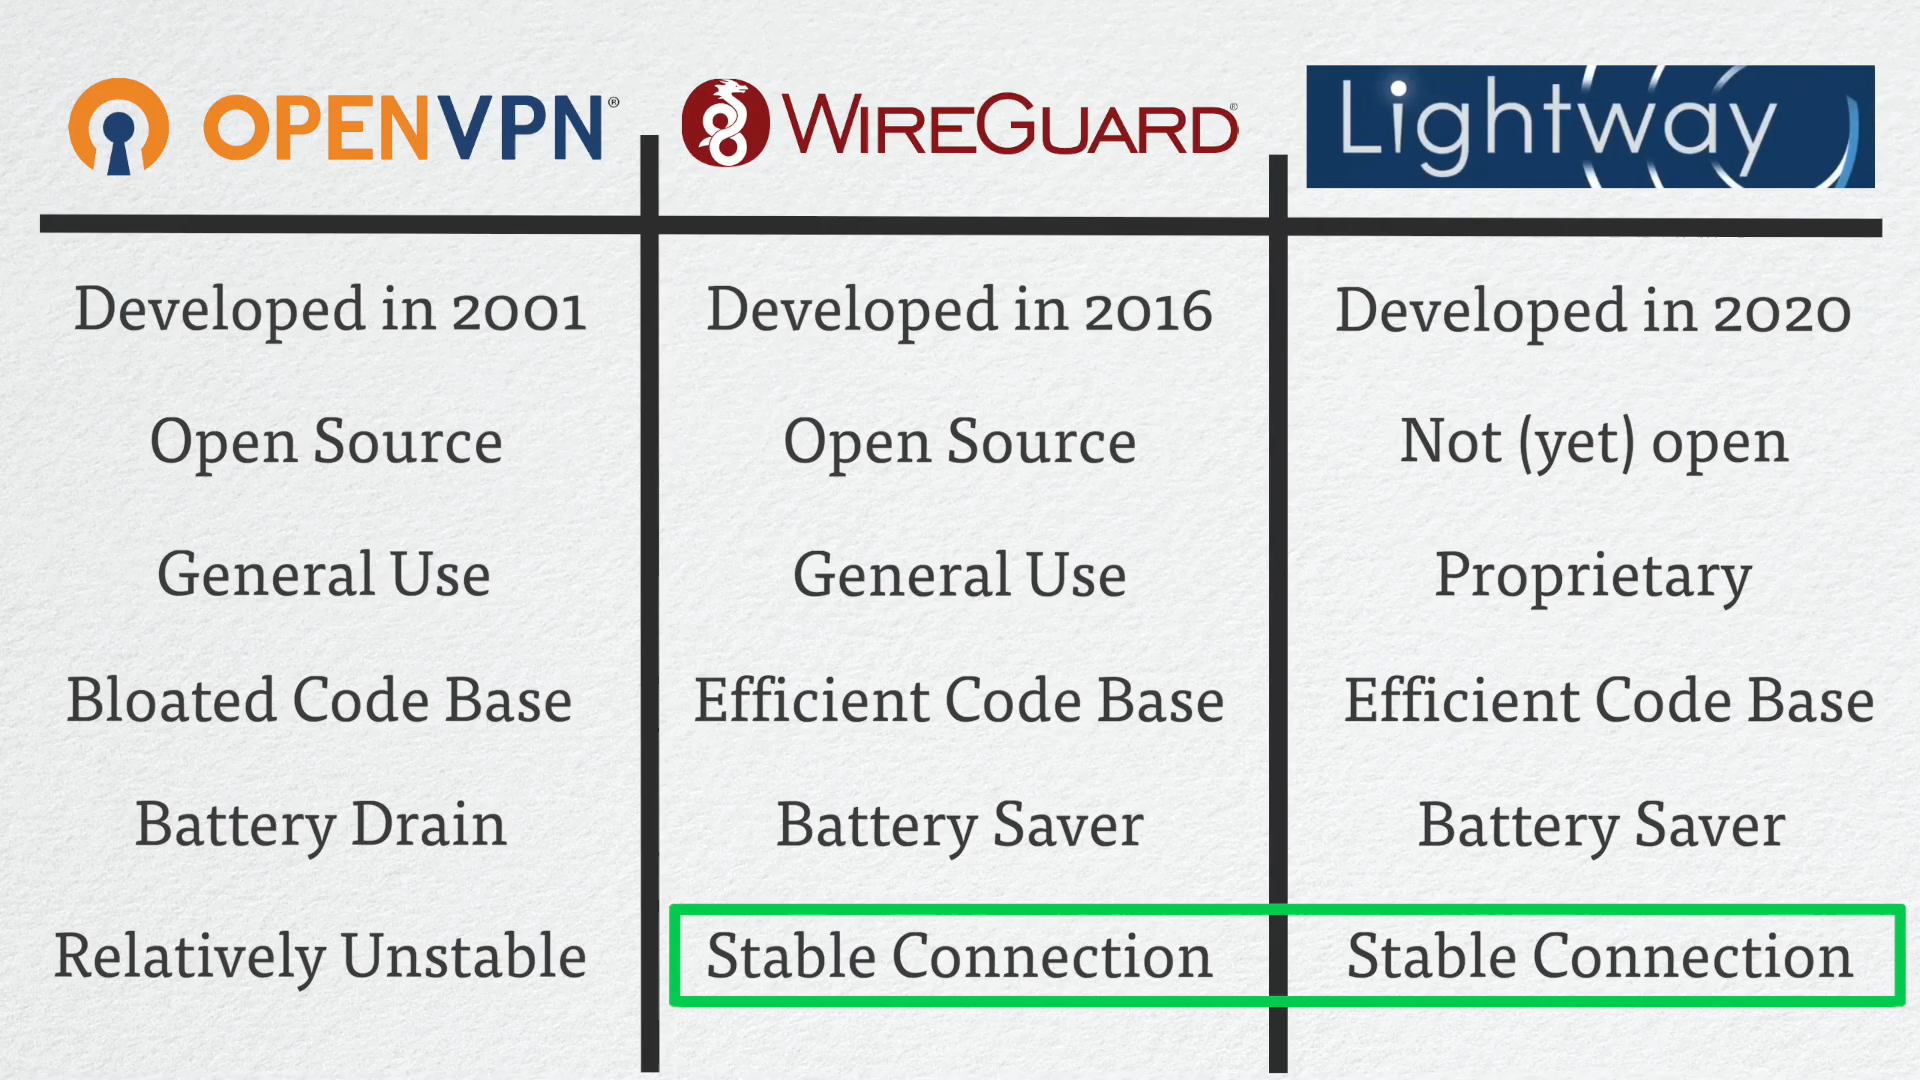 OPENVPN®
WIREGUARD®
Lightway
Developed in 2001
Developed in 2016
Developed in 2020
Open Source
Open Source
Not (yet) open
General Use
General Use
Proprietary
Bloated Code Base
Efficient Code Base
Efficient Code Base
Battery Drain
Battery Saver
Battery Saver
Relatively Unstable
Stable Connection
Stable Connection